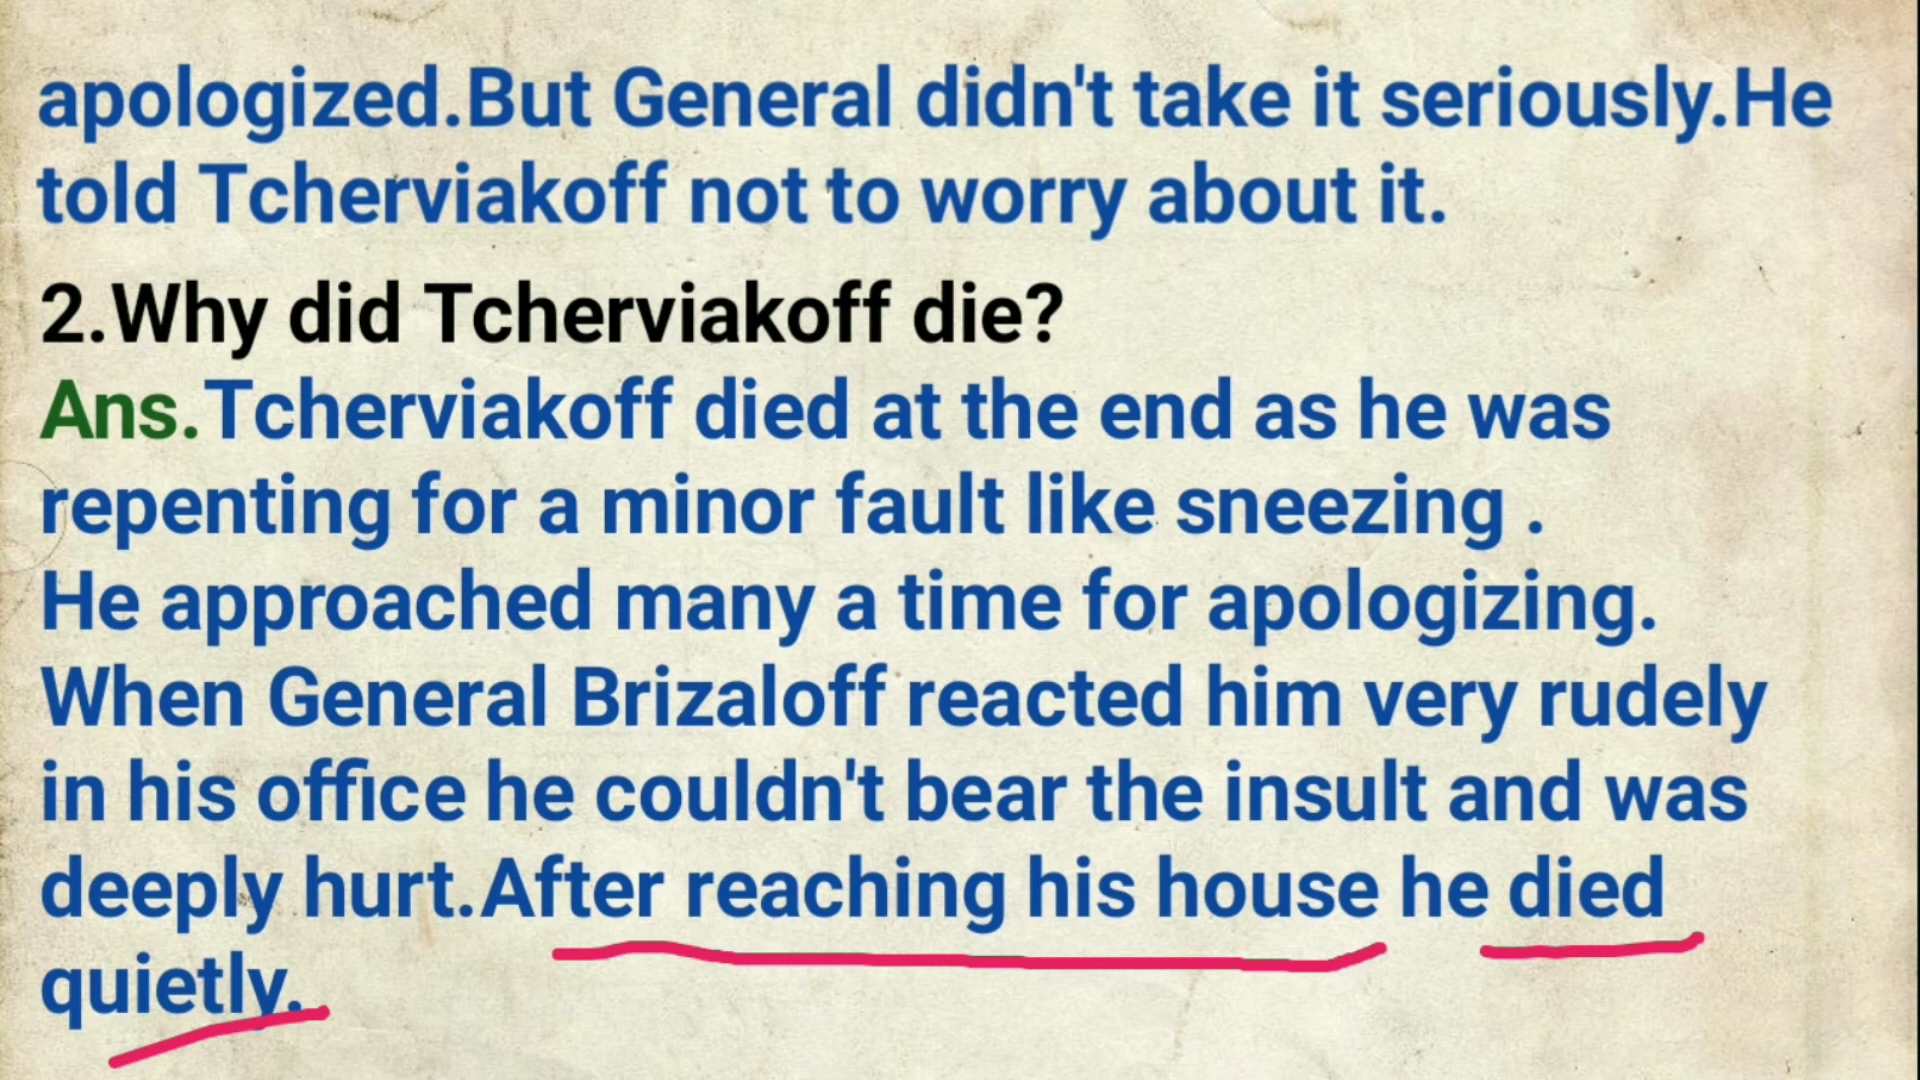 apologized.But General didn't take it seriously.He
told Tcherviakoff not to worry about it.
2.Why did Tcherviakoff die?
Ans.Tcherviakoff died at the end as he was
repenting for a minor fault like sneezing .
He approached many a time for apologizing.
When General Brizaloff reacted him very rudely
in his office he couldn't bear the insult and was
deeply hurt.After reaching his house he died
quietly.